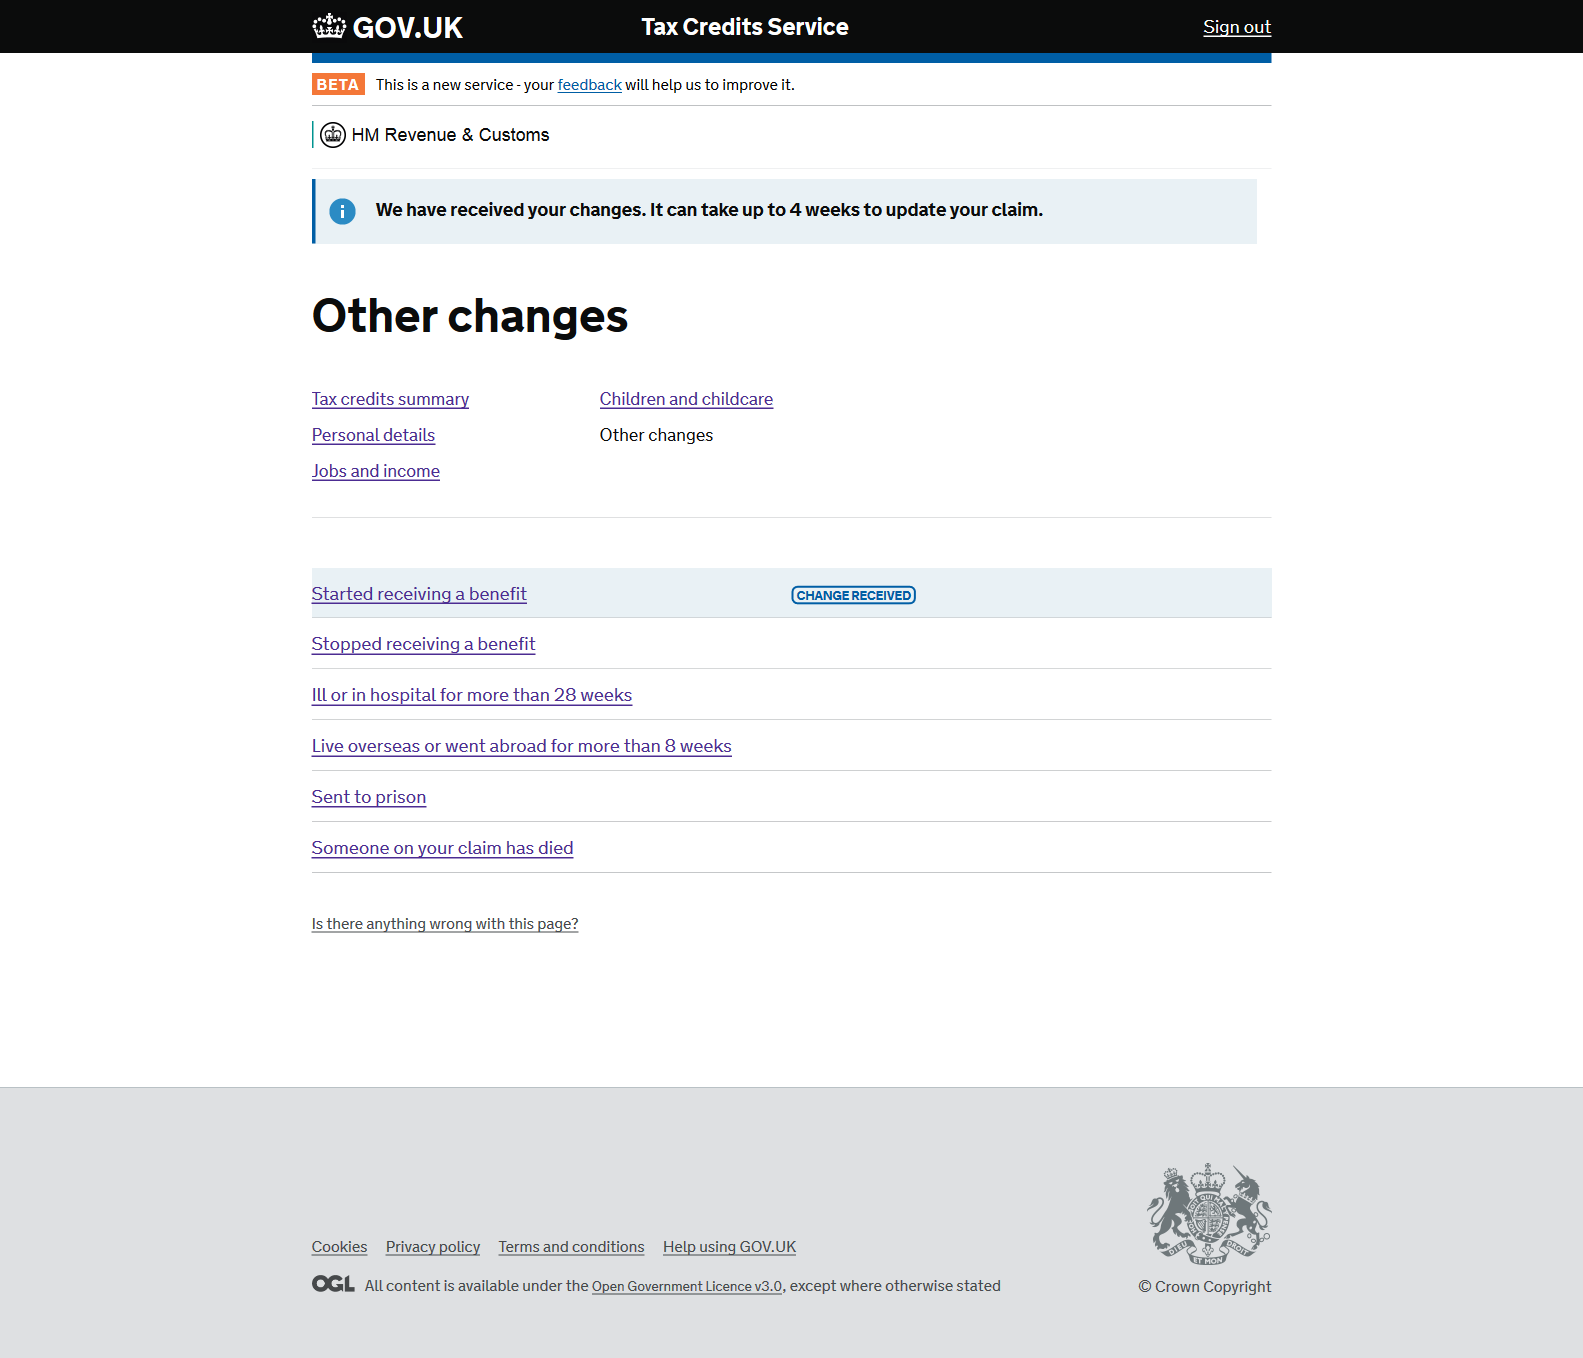 GOV.UK Tax Credits Service Sign out
BETA This is a new service - your feedback will help us to improve it.
HM Revenue & Customs
We have received your changes. It can take up to 4 weeks to update your claim.
Other changes
Tax credits summary
Personal details
Jobs and income
Children and childcare
Other changes
Started receiving a benefit CHANGE RECEIVED
Stopped receiving a benefit
Ill or in hospital for more than 28 weeks
Live overseas or went abroad for more than 8 weeks
Sent to prison
Someone on your claim has died
Is there anything wrong with this page?
Cookies Privacy policy Terms and conditions Help using GOV.UK
OGL All content is available under the Open Government Licence v3.0, except where otherwise stated
DIEU ET MON DROIT
© Crown Copyright